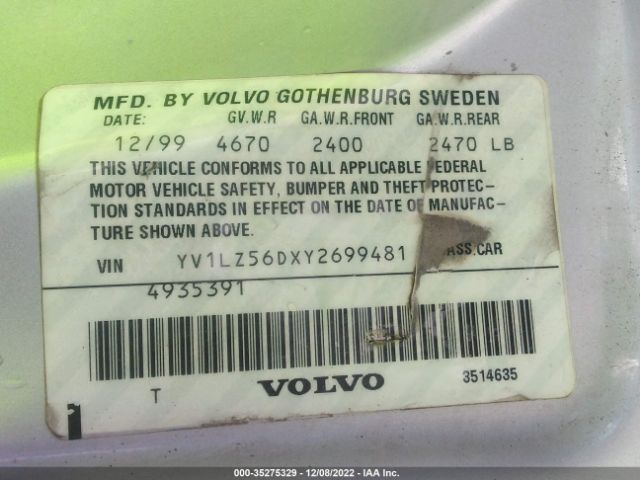 MFD. BY VOLVO GOTHENBURG SWEDEN
DATE: GV.W.R GA.W.R.FRONT GA.W.R.REAR
12/99 4670 2400 2470 LB
THIS VEHICLE CONFORMS TO ALL APPLICABLE FEDERAL
MOTOR VEHICLE SAFETY, BUMPER AND THEFT PROTEC-
TION STANDARDS IN EFFECT ON THE DATE OF MANUFAC-
TURE SHOWN ABOVE.
VIN YV1LZ56DXY2699481 ASS.CAR
4935391
T VOLVO 3514635
000-35275329 - 12/08/2022 - IAA Inc.